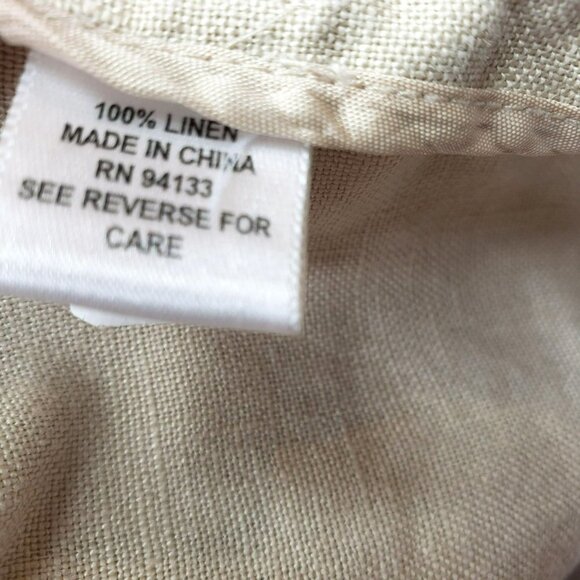 100% LINEN
MADE IN CHINA
RN 94133
SEE REVERSE FOR
CARE